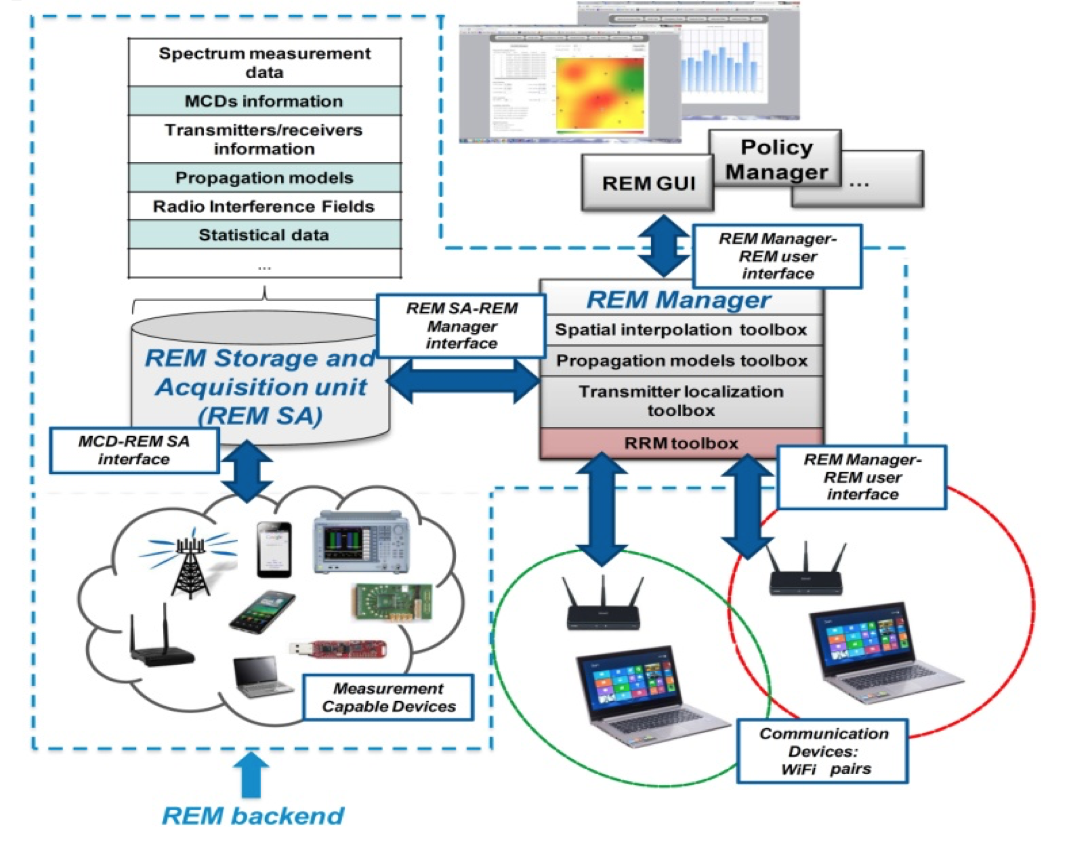 Spectrum measurement
data
MCDs information
Transmitters/receivers
information
Propagation models
Radio Interference Fields
Statistical data
...
Policy
Manager
REM GUI
...
REM Manager-
REM user
interface
REM SA-REM
Manager
interface
REM Manager
Spatial interpolation toolbox
Propagation models toolbox
Transmitter localization
toolbox
RRM toolbox
REM Storage and
Acquisition unit
(REM SA)
MCD-REM SA
interface
REM Manager-
REM user
interface
Measurement
Capable Devices
Communication
Devices:
WiFi pairs
REM backend